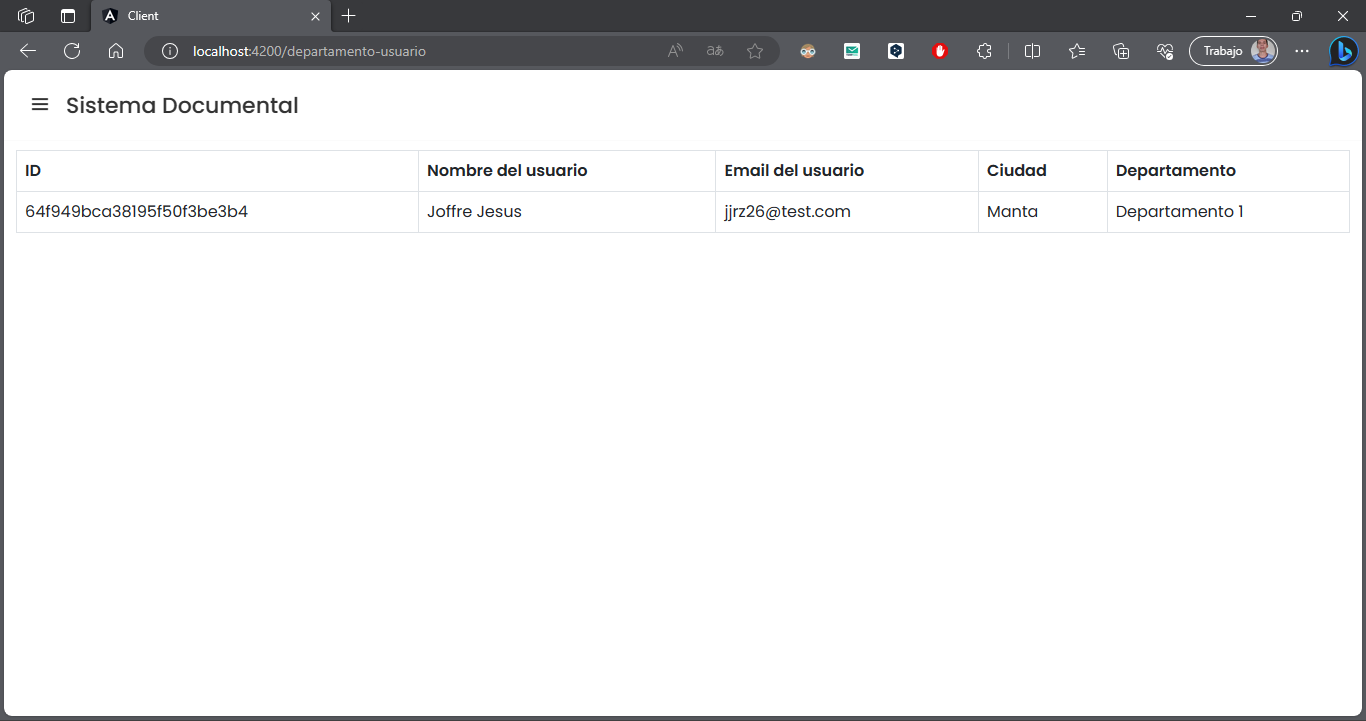 Client
localhost:4200/departamento-usuario
Trabajo
Sistema Documental
ID Nombre del usuario Email del usuario Ciudad Departamento
64f949bca38195f50f3be3b4 Joffre Jesus jjrz26@test.com Manta Departamento 1